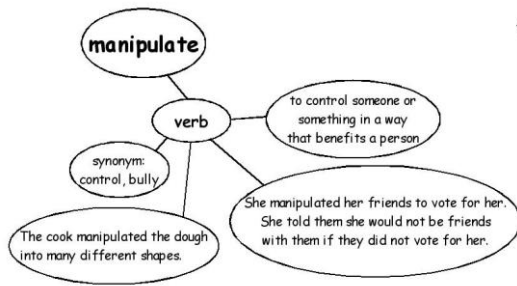 manipulate
verb
to control someone or
something in a way
that benefits a person
synonym:
control, bully
She manipulated her friends to vote for her.
She told them she would not be friends
with them if they did not vote for her.
The cook manipulated the dough
into many different shapes.